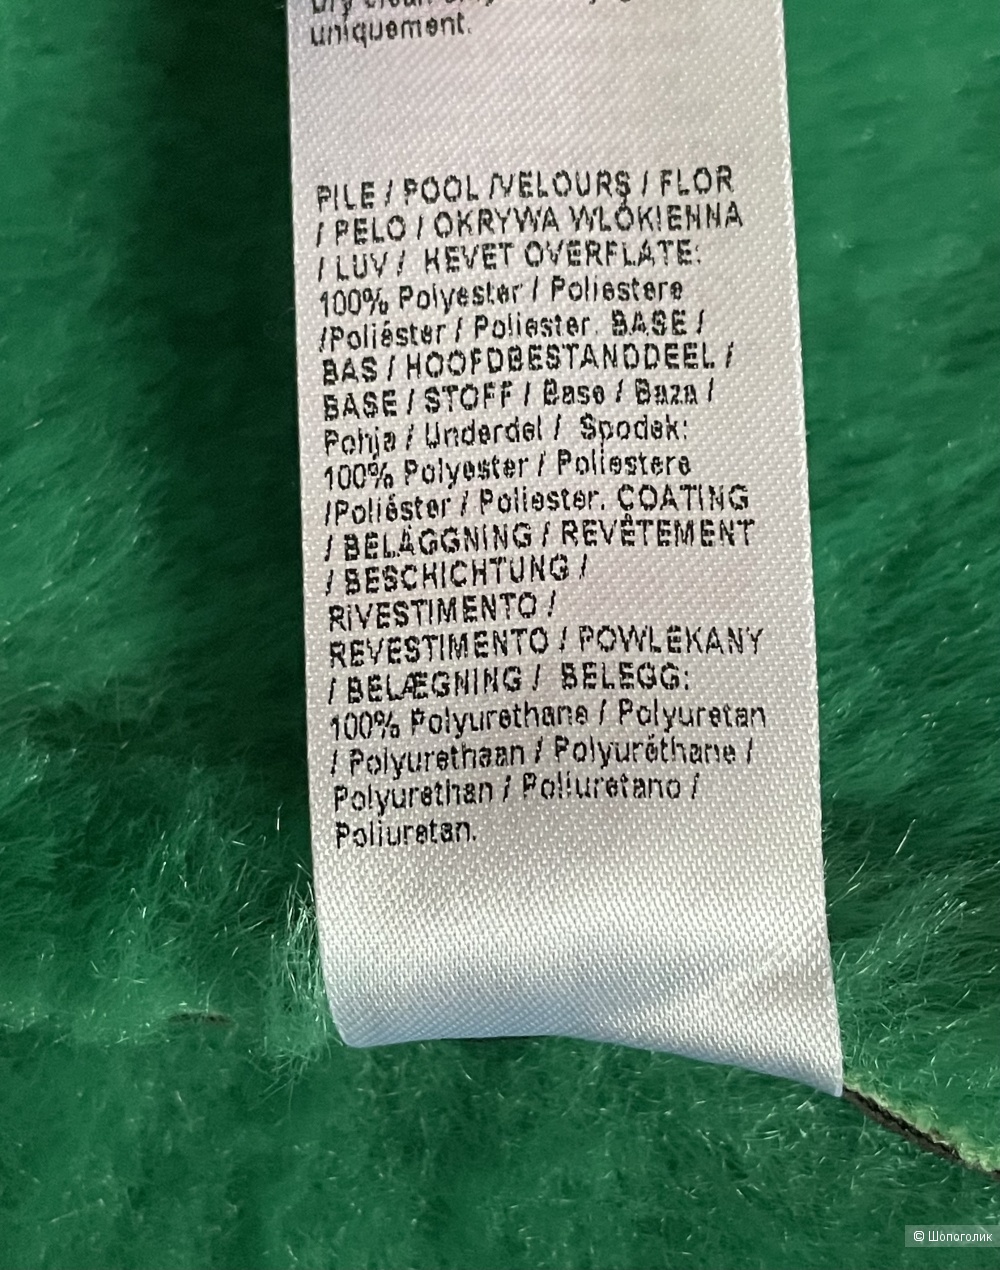 uniquement.
PILE / POOL /VELOURS / FLOR
/ PELO / OKRYWA WŁÓKIENNA
/ LUV / HEVET OVERFLATE:
100% Polyester / Poliestere
/Poliéster / Poliester. BASE /
BAS / HOOFDBESTANDDEEL /
BASE / STOFF / Base / Baza /
Pohja / Underdel / Spodek:
100% Polyester / Poliestere
/Poliéster / Poliester. COATING
/ BELÄGGNING / REVÊTEMENT
/ BESCHICHTUNG /
RIVESTIMENTO /
REVESTIMENTO / POWLEKANY
/ BELÆGNING / BELEGG:
100% Polyurethane / Polyuretan
/ Polyurethaan / Polyuréthane /
Polyurethan / Poliuretano /
Poliuretan.
© Шопоголик